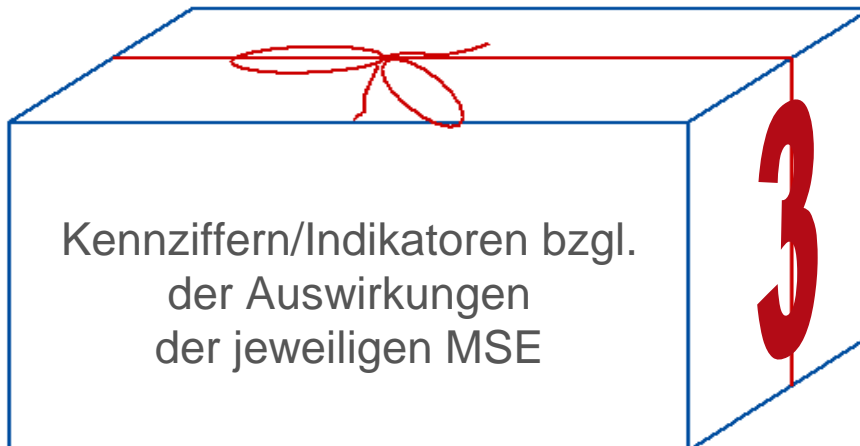 Kennziffern/Indikatoren bzgl.
der Auswirkungen
der jeweiligen MSE
3